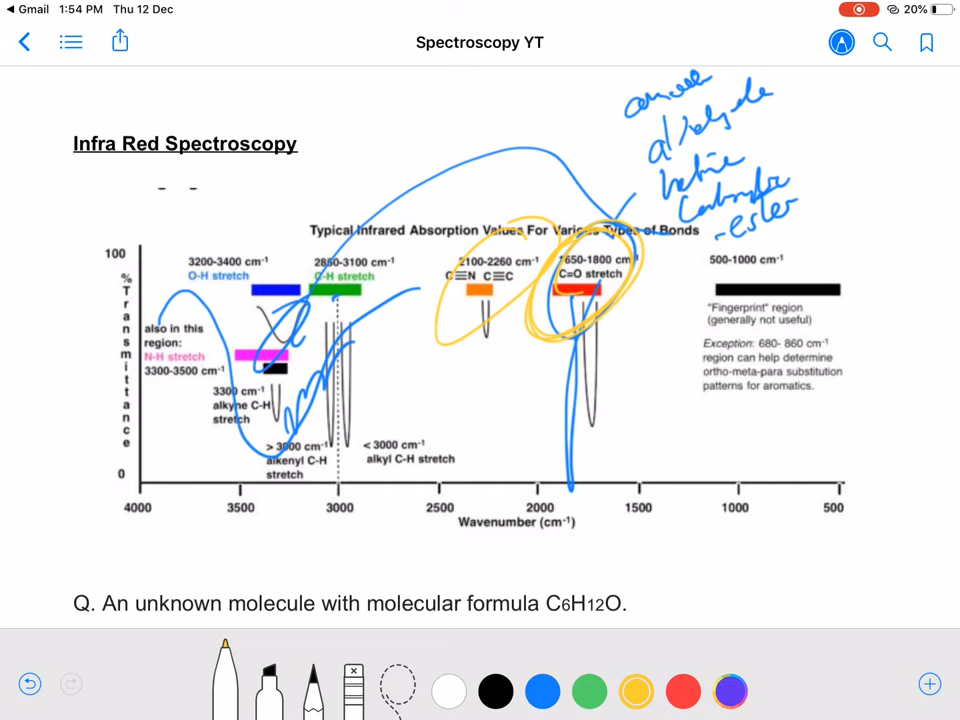 Gmail 1:54 PM Thu 12 Dec 20%
Spectroscopy YT
aldehyde
-ester
Infra Red Spectroscopy
Typical Infrared Absorption Values For Various Types of Bonds
100
% Transmittance
0
3200-3400 cm-1
O-H stretch
2850-3100 cm-1
C-H stretch
2100-2260 cm-1
C≡N C≡C
1650-1800 cm-1
C=O stretch
500-1000 cm-1
also in this
region:
N-H stretch
3300-3500 cm-1
3300 cm-1
alkyne C-H
stretch
> 3000 cm-1
alkenyl C-H
stretch
< 3000 cm-1
alkyl C-H stretch
"Fingerprint" region
(generally not useful)
Exception: 680- 860 cm-1
region can help determine
ortho-meta-para substitution
patterns for aromatics.
4000 3500 3000 2500 2000 1500 1000 500
Wavenumber (cm-1)
Q. An unknown molecule with molecular formula C6H12O.